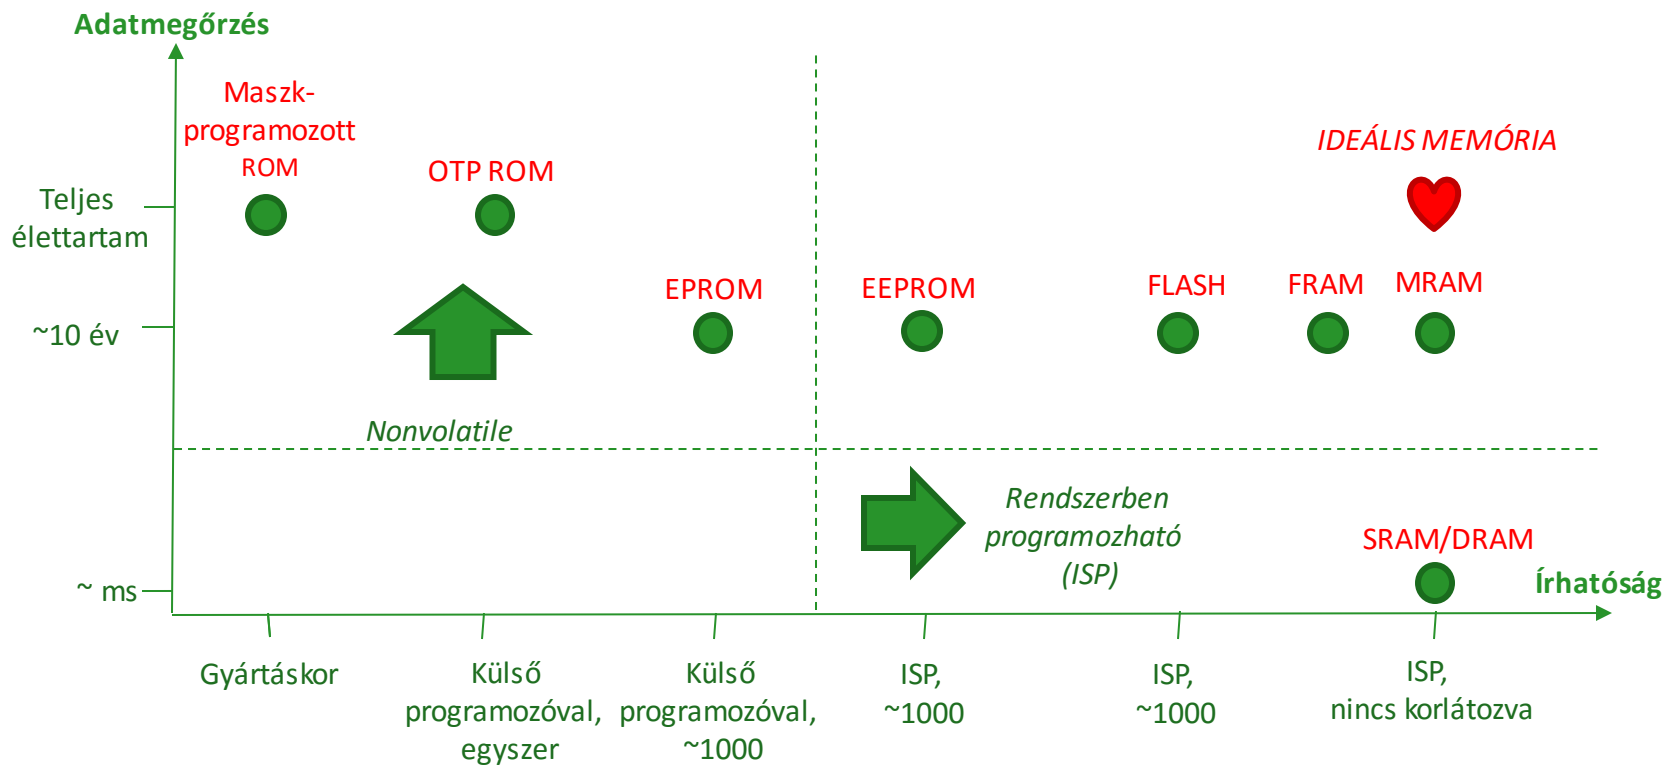 Adatmegőrzés
Maszk-
programozott
ROM
OTP ROM
IDEÁLIS MEMÓRIA
Teljes
élettartam
EPROM
EEPROM
FLASH
FRAM
MRAM
~10 év
Nonvolatile
Rendszerben
programozható
(ISP)
SRAM/DRAM
~ ms
Írhatóság
Gyártáskor
Külső
programozóval,
egyszer
Külső
programozóval,
~1000
ISP,
~1000
ISP,
~1000
ISP,
nincs korlátozva